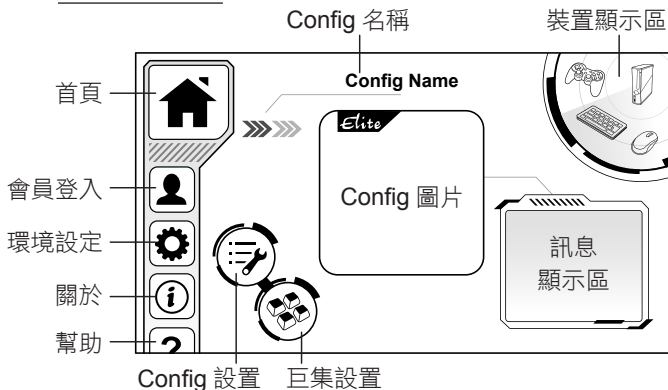 Config 名稱
裝置顯示區
首頁
Config Name
Elite
會員登入
Config 圖片
環境設定
訊息
顯示區
關於
i
幫助
?
Config 設置
巨集設置